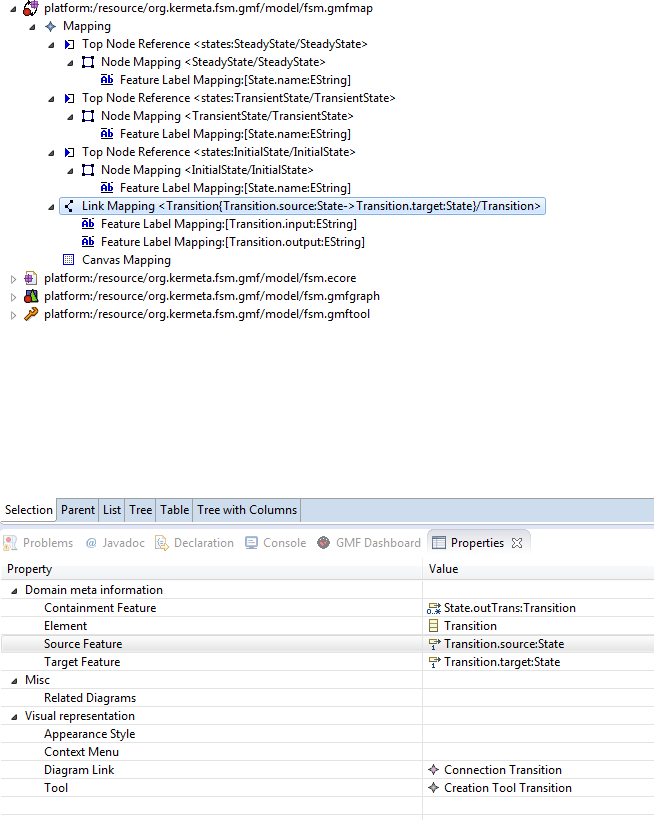 platform:/resource/org.kermeta.fsm.gmf/model/fsm.gmfmap
Mapping
Top Node Reference <states:SteadyState/SteadyState>
Node Mapping <SteadyState/SteadyState>
Ab Feature Label Mapping:[State.name:EString]
Top Node Reference <states:TransientState/TransientState>
Node Mapping <TransientState/TransientState>
Ab Feature Label Mapping:[State.name:EString]
Top Node Reference <states:InitialState/InitialState>
Node Mapping <InitialState/InitialState>
Ab Feature Label Mapping:[State.name:EString]
Link Mapping <Transition{Transition.source:State->Transition.target:State}/Transition>
Ab Feature Label Mapping:[Transition.input:EString]
Ab Feature Label Mapping:[Transition.output:EString]
Canvas Mapping
platform:/resource/org.kermeta.fsm.gmf/model/fsm.ecore
platform:/resource/org.kermeta.fsm.gmf/model/fsm.gmfgraph
platform:/resource/org.kermeta.fsm.gmf/model/fsm.gmftool
Selection Parent List Tree Table Tree with Columns
Problems @ Javadoc Declaration Console GMF Dashboard Properties
Property Value
Domain meta information
Containment Feature 0..* State.outTrans:Transition
Element Transition
Source Feature 1 Transition.source:State
Target Feature 1 Transition.target:State
Misc
Related Diagrams
Visual representation
Appearance Style
Context Menu
Diagram Link Connection Transition
Tool Creation Tool Transition